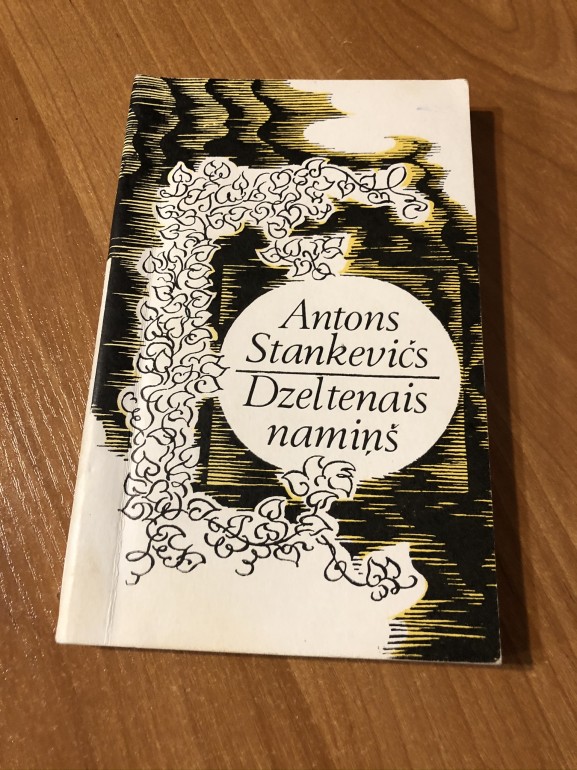 Antons
Stankevičs
Dzeltenais
namiņš